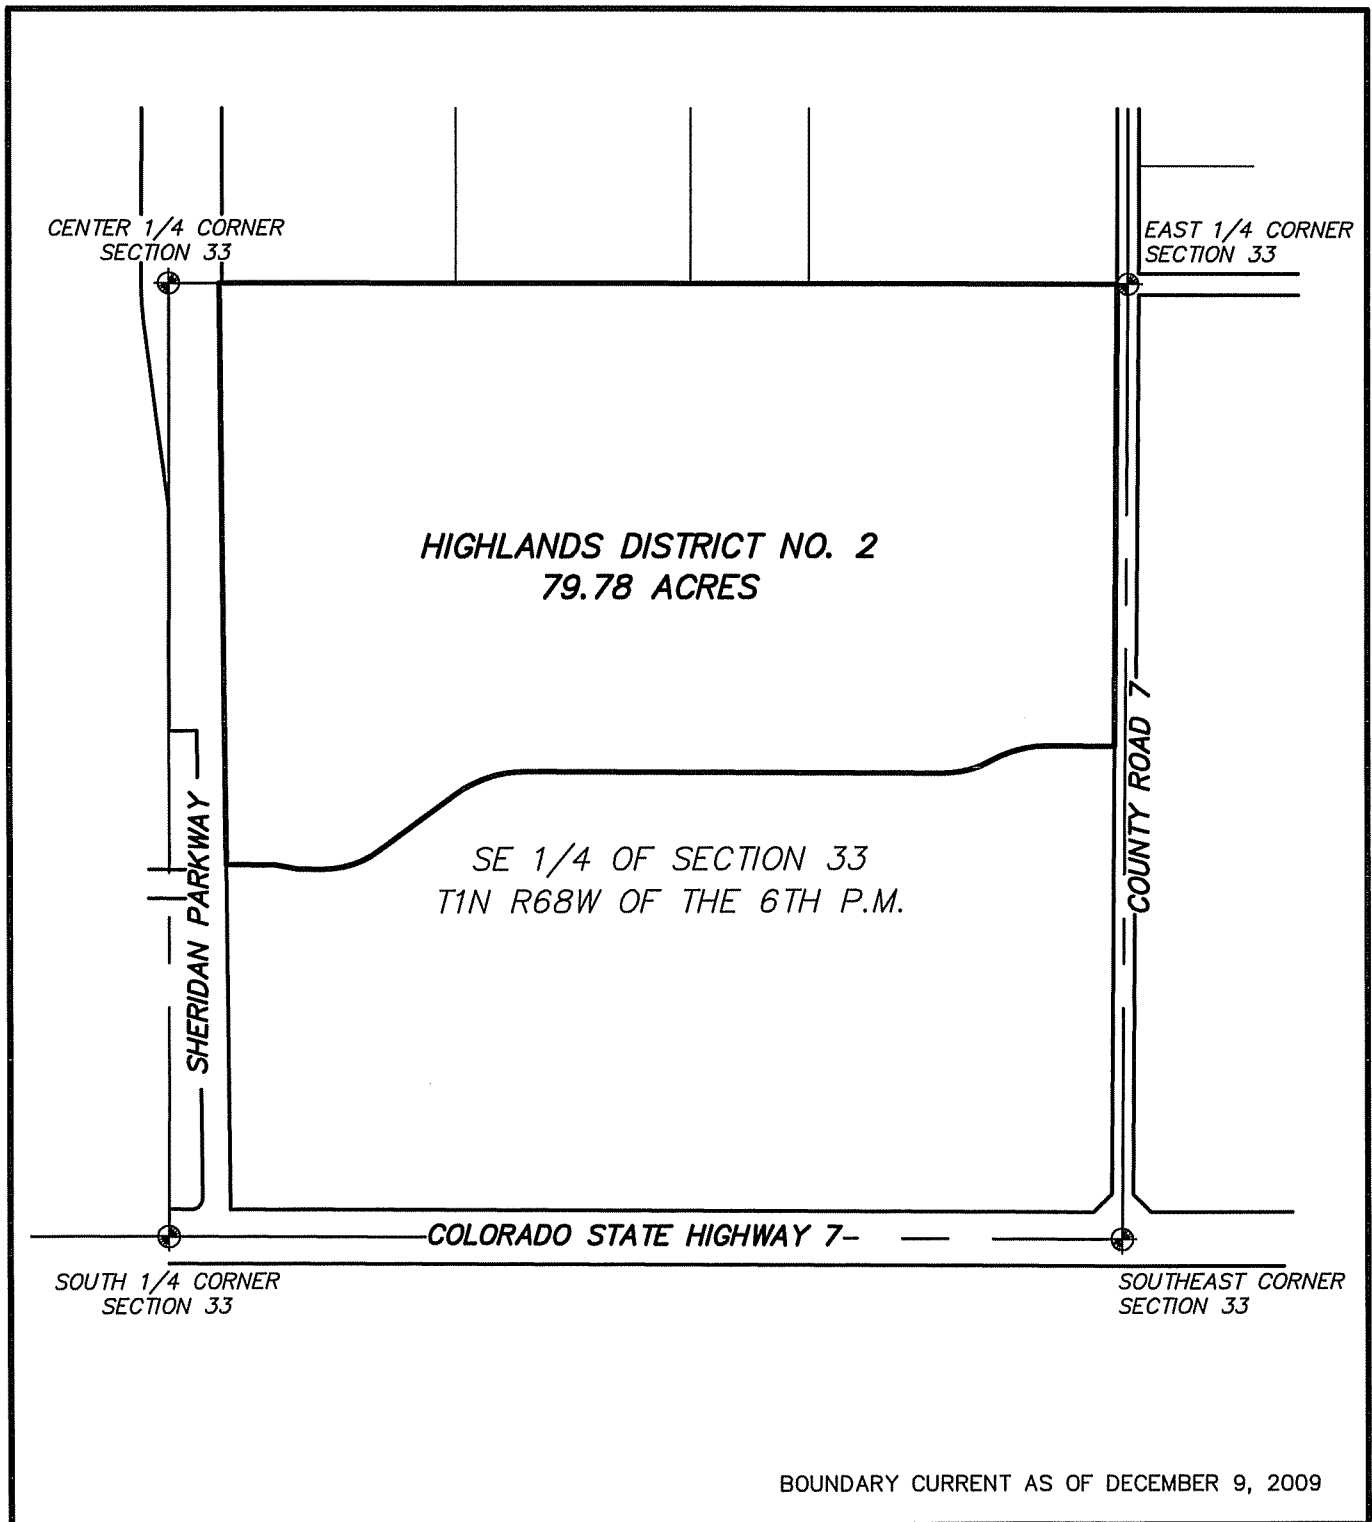 CENTER 1/4 CORNER
SECTION 33
EAST 1/4 CORNER
SECTION 33
HIGHLANDS DISTRICT NO. 2
79.78 ACRES
COUNTY ROAD 7
SHERIDAN PARKWAY
SE 1/4 OF SECTION 33
T1N R68W OF THE 6TH P.M.
COLORADO STATE HIGHWAY 7
SOUTH 1/4 CORNER
SECTION 33
SOUTHEAST CORNER
SECTION 33
BOUNDARY CURRENT AS OF DECEMBER 9, 2009